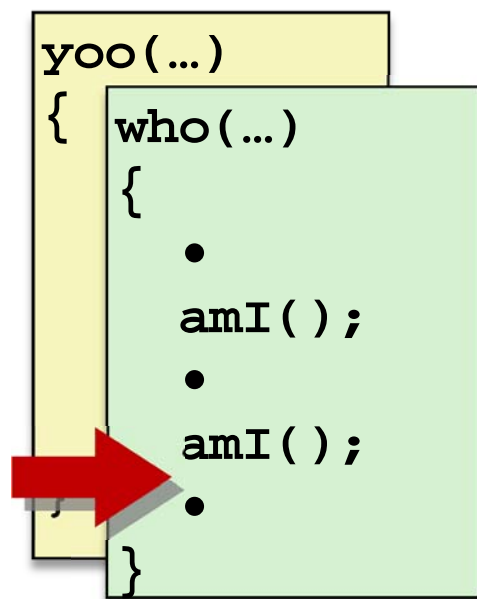 yoo(…)
{
}
who(…)
{
•
amI();
•
amI();
•
}